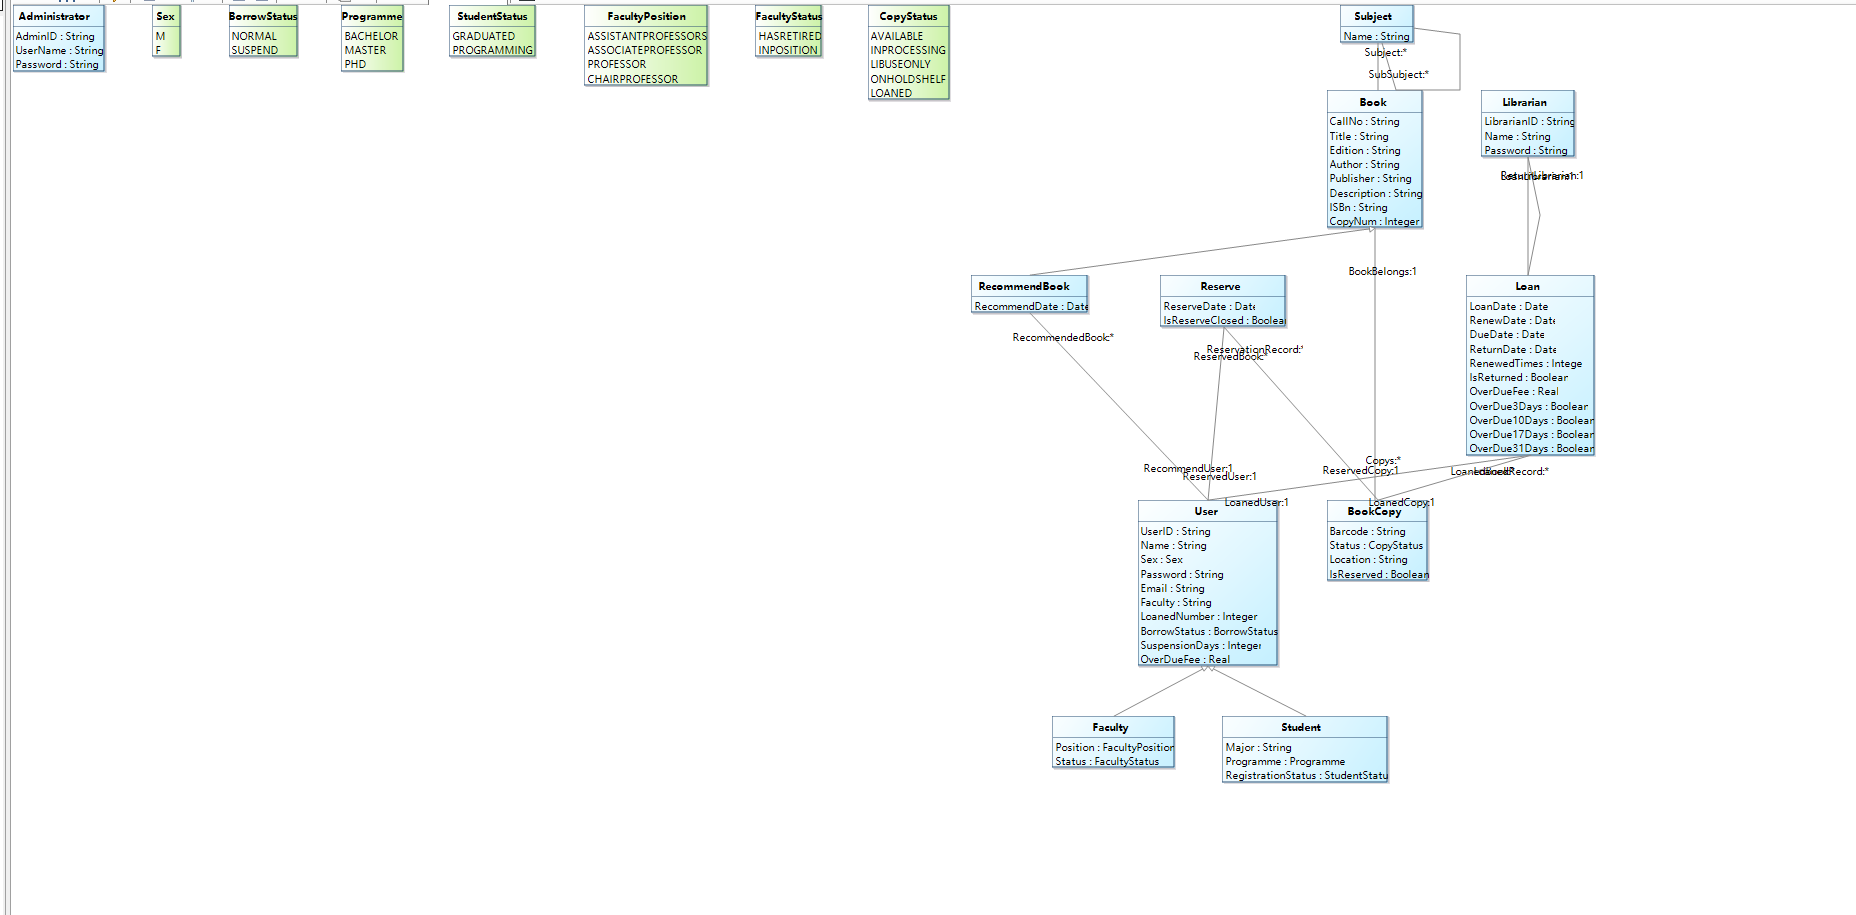 Administrator
AdminID : String
UserName : String
Password : String
Sex
M
F
BorrowStatus
NORMAL
SUSPEND
Programme
BACHELOR
MASTER
PHD
StudentStatus
GRADUATED
PROGRAMMING
FacultyPosition
ASSISTANTPROFESSORS
ASSOCIATEPROFESSOR
PROFESSOR
CHAIRPROFESSOR
FacultyStatus
HASRETIRED
INPOSITION
CopyStatus
AVAILABLE
INPROCESSING
LIBUSEONLY
ONHOLDSHELF
LOANED
Subject
Name : String
Subject:*
SubSubject:*
Book
CallNo : String
Title : String
Edition : String
Author : String
Publisher : String
Description : String
ISBn : String
CopyNum : Integer
Librarian
LibrarianID : String
Name : String
Password : String
BookBelongs:1
RecommendBook
RecommendDate : Date
RecommendedBook:*
Reserve
ReserveDate : Date
IsReserveClosed : Boolea
ReservationRecord:*
ReservedBook:*
Loan
LoanDate : Date
RenewDate : Date
DueDate : Date
ReturnDate : Date
RenewedTimes : Intege
IsReturned : Boolear
OverDueFee : Real
OverDue3Days : Boolear
OverDue10Days : Boolear
OverDue17Days : Boolear
OverDue31Days : Boolear
RecommendUser:1
ReservedUser:1
Copys:*
ReservedCopy:1
LoanedUser:1
LoanedCopy:1
User
UserID : String
Name : String
Sex : Sex
Password : String
Email : String
Faculty : String
LoanedNumber : Integer
BorrowStatus : BorrowStatus
SuspensionDays : Integer
OverDueFee : Real
BookCopy
Barcode : String
Status : CopyStatus
Location : String
IsReserved : Boolean
Faculty
Position : FacultyPosition
Status : FacultyStatus
Student
Major : String
Programme : Programme
RegistrationStatus : StudentStatu